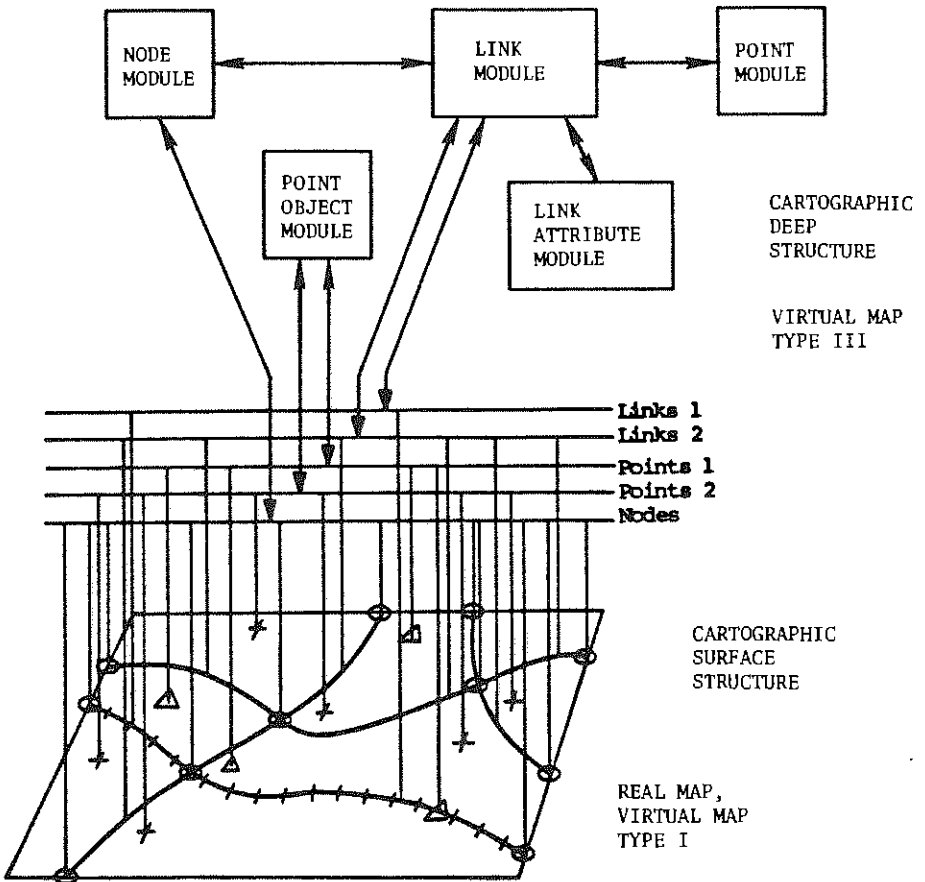 NODE
MODULE
LINK
MODULE
POINT
MODULE
POINT
OBJECT
MODULE
LINK
ATTRIBUTE
MODULE
CARTOGRAPHIC
DEEP
STRUCTURE
VIRTUAL MAP
TYPE III
Links 1
Links 2
Points 1
Points 2
Nodes
CARTOGRAPHIC
SURFACE
STRUCTURE
REAL MAP,
VIRTUAL MAP
TYPE I